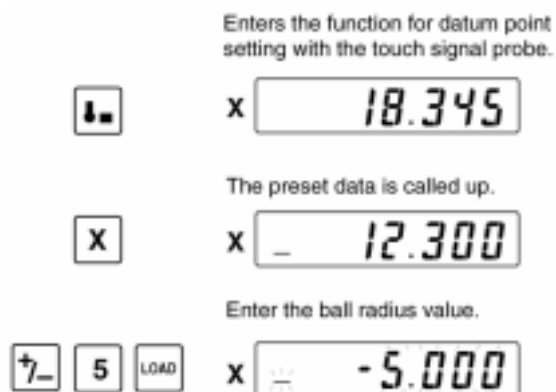 Enters the function for datum point
setting with the touch signal probe.
X 18.345
The preset data is called up.
X X _ 12.300
Enter the ball radius value.
+/- 5 LOAD X _ -5.000